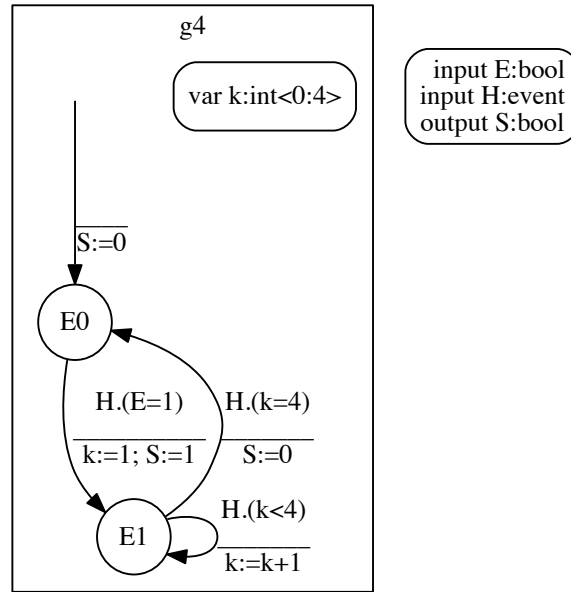 g4
var k:int<0:4>
input E:bool
input H:event
output S:bool
S:=0
E0
H.(E=1)
k:=1; S:=1
H.(k=4)
S:=0
E1
H.(k<4)
k:=k+1